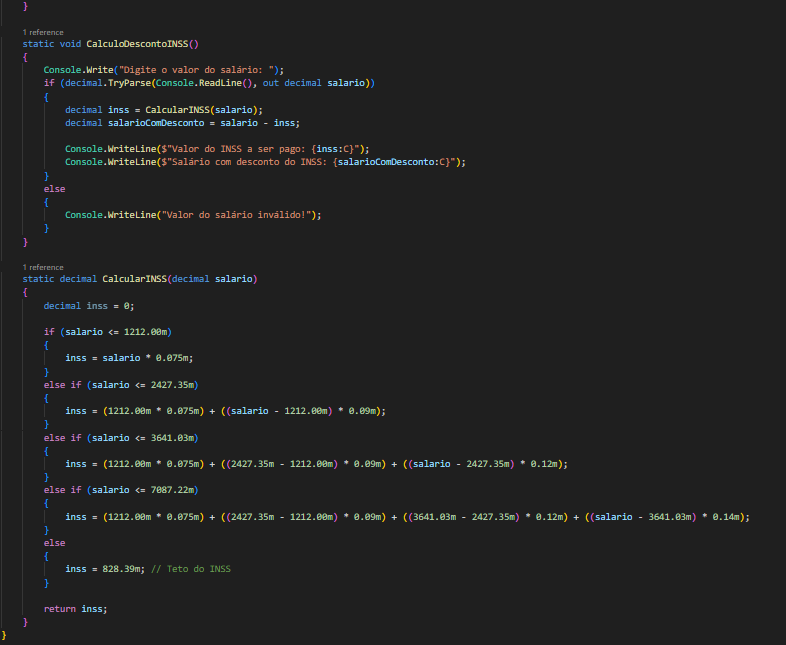 }
1 reference
static void CalculoDescontoINSS()
{
Console.Write("Digite o valor do salário: ");
if (decimal.TryParse(Console.ReadLine(), out decimal salario))
{
decimal inss = CalcularINSS(salario);
decimal salarioComDesconto = salario - inss;
Console.WriteLine($"Valor do INSS a ser pago: {inss:C}");
Console.WriteLine($"Salário com desconto do INSS: {salarioComDesconto:C}");
}
else
{
Console.WriteLine("Valor do salário inválido!");
}
}
1 reference
static decimal CalcularINSS(decimal salario)
{
decimal inss = 0;
if (salario <= 1212.00m)
{
inss = salario * 0.075m;
}
else if (salario <= 2427.35m)
{
inss = (1212.00m * 0.075m) + ((salario - 1212.00m) * 0.09m);
}
else if (salario <= 3641.03m)
{
inss = (1212.00m * 0.075m) + ((2427.35m - 1212.00m) * 0.09m) + ((salario - 2427.35m) * 0.12m);
}
else if (salario <= 7087.22m)
{
inss = (1212.00m * 0.075m) + ((2427.35m - 1212.00m) * 0.09m) + ((3641.03m - 2427.35m) * 0.12m) + ((salario - 3641.03m) * 0.14m);
}
else
{
inss = 828.39m; // Teto do INSS
}
return inss;
}
}